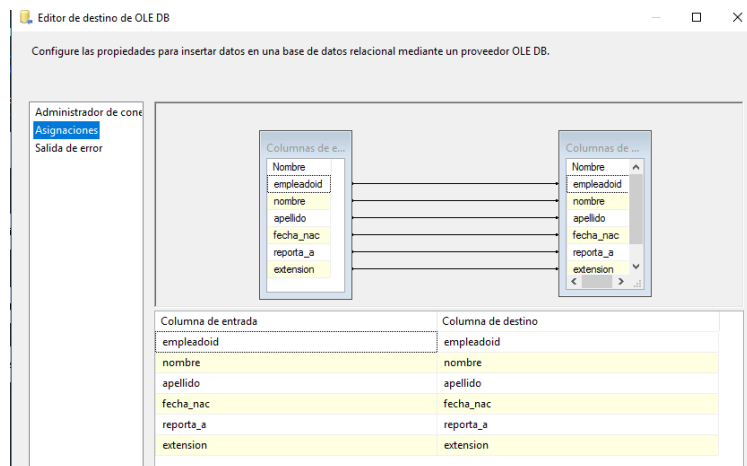 Editor de destino de OLE DB
Configure las propiedades para insertar datos en una base de datos relacional mediante un proveedor OLE DB.
Administrador de cone
Asignaciones
Salida de error
Columnas de e...
Nombre
empleadoid
nombre
apellido
fecha_nac
reporta_a
extension
Columnas de ...
Nombre
empleadoid
nombre
apellido
fecha_nac
reporta_a
extension
Columna de entrada Columna de destino
empleadoid empleadoid
nombre nombre
apellido apellido
fecha_nac fecha_nac
reporta_a reporta_a
extension extension